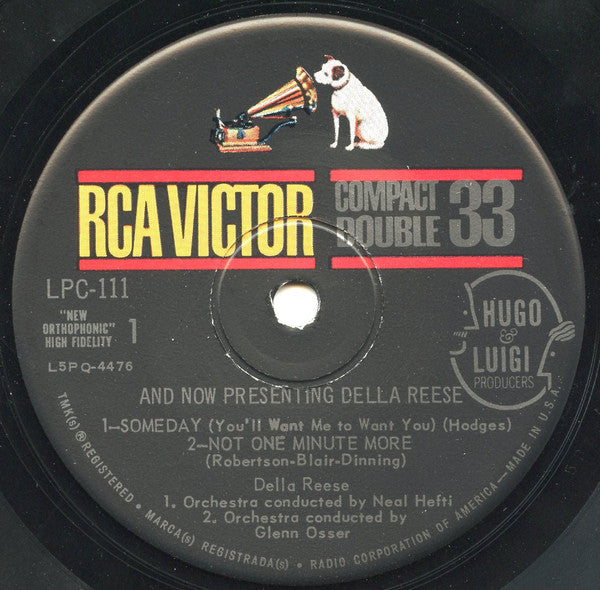 RCA VICTOR
COMPACT
DOUBLE 33
LPC-111
"NEW
ORTHOPHONIC"
HIGH FIDELITY 1
L5PQ-4476
HUGO
&
LUIGI
PRODUCERS
AND NOW PRESENTING DELLA REESE
1—SOMEDAY (You'll Want Me to Want You) (Hodges)
2—NOT ONE MINUTE MORE
(Robertson-Blair-Dinning)
Della Reese
1. Orchestra conducted by Neal Hefti
2. Orchestra conducted by
Glenn Osser
TMK(s)®REGISTERED • MARCA(s) REGISTRADA(s) • RADIO CORPORATION OF AMERICA—MADE IN U.S.A.